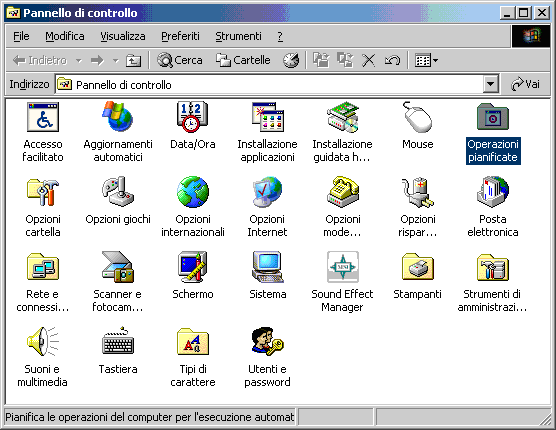 Pannello di controllo
File Modifica Visualizza Preferiti Strumenti ?
Indietro Cerca Cartelle
Indirizzo Pannello di controllo Vai
Accesso facilitato
Aggiornamenti automatici
Data/Ora
Installazione applicazioni
Installazione guidata h...
Mouse
Operazioni pianificate
Opzioni cartella
Opzioni giochi
Opzioni internazionali
Opzioni Internet
Opzioni mode...
Opzioni rispar...
Posta elettronica
Rete e connessi...
Scanner e fotocam...
Schermo
Sistema
Sound Effect Manager
Stampanti
Strumenti di amministrazi...
Suoni e multimedia
Tastiera
Tipi di carattere
Utenti e password
Pianifica le operazioni del computer per l'esecuzione automat